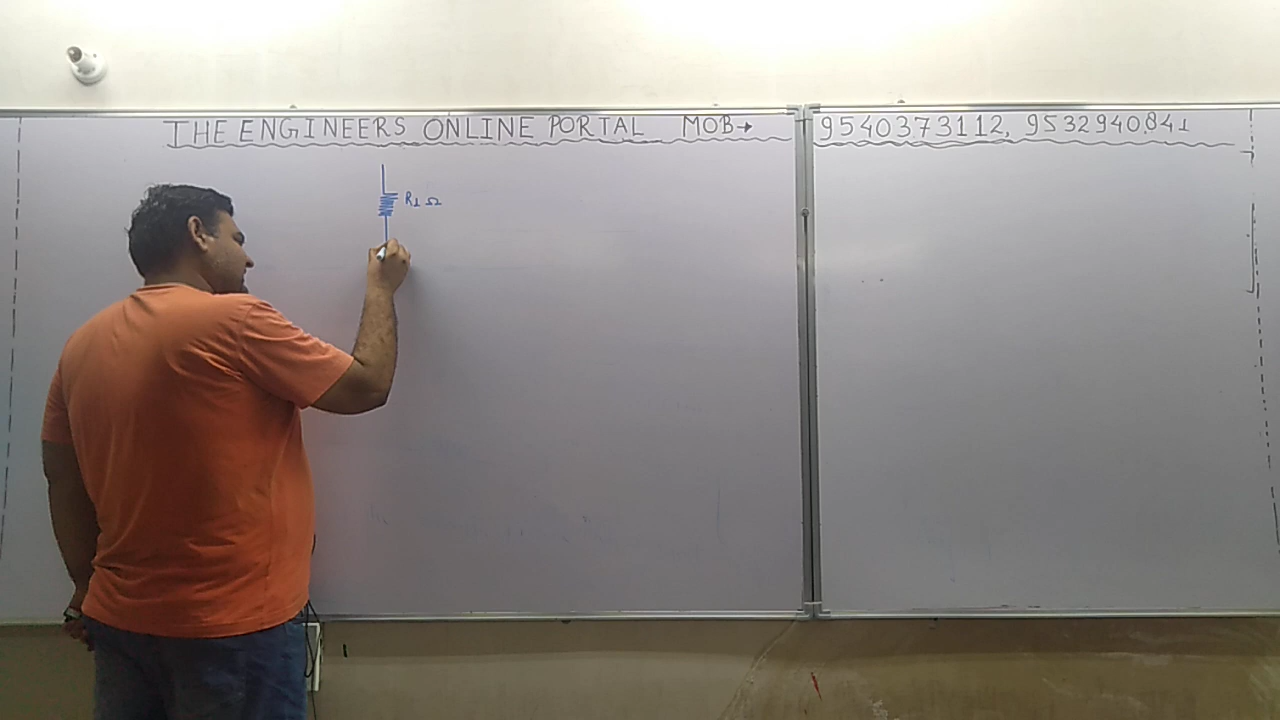 THE ENGINEERS ONLINE PORTAL MOB→ 9540373112, 9532940841
R1 Ω